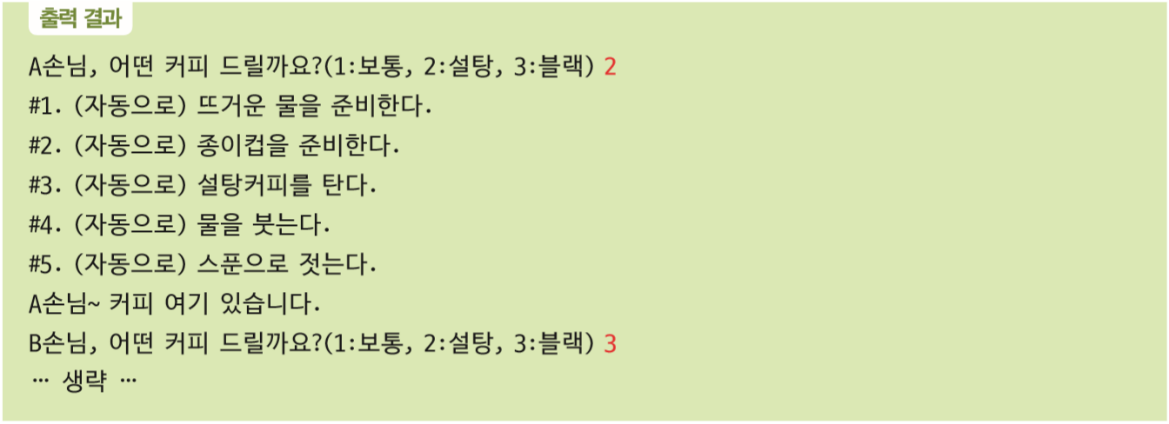 출력 결과
A손님, 어떤 커피 드릴까요?(1:보통, 2:설탕, 3:블랙) 2
#1. (자동으로) 뜨거운 물을 준비한다.
#2. (자동으로) 종이컵을 준비한다.
#3. (자동으로) 설탕커피를 탄다.
#4. (자동으로) 물을 붓는다.
#5. (자동으로) 스푼으로 젓는다.
A손님~ 커피 여기 있습니다.
B손님, 어떤 커피 드릴까요?(1:보통, 2:설탕, 3:블랙) 3
… 생략 …